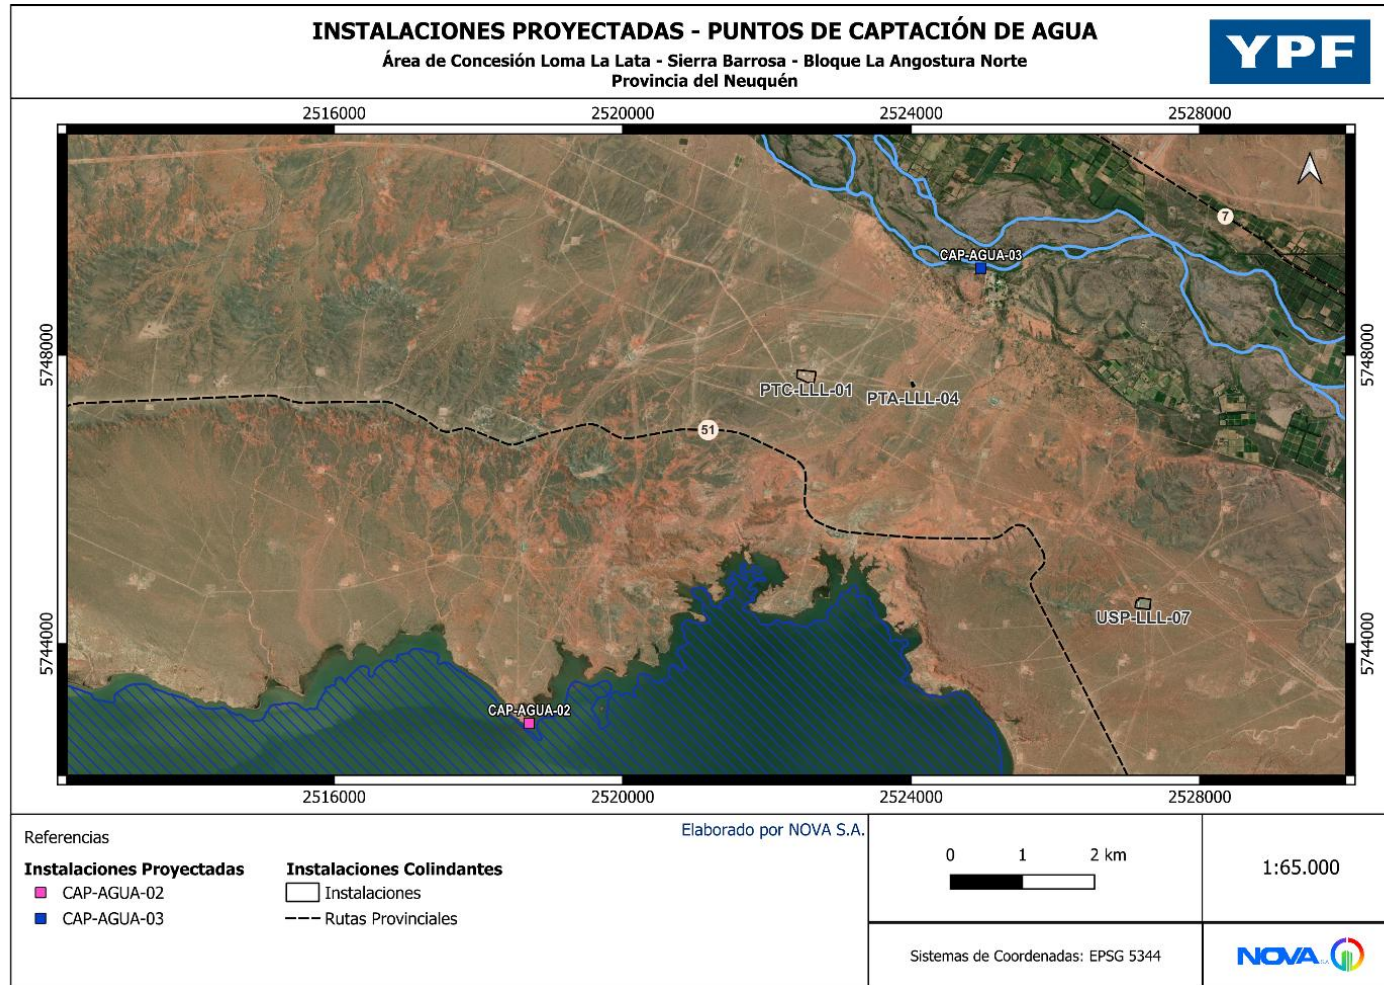 INSTALACIONES PROYECTADAS - PUNTOS DE CAPTACIÓN DE AGUA
Área de Concesión Loma La Lata - Sierra Barrosa - Bloque La Angostura Norte
Provincia del Neuquén
YPF
2516000 2520000 2524000 2528000
7
CAP-AGUA-03
5748000 5748000
PTC-LLL-01
PTA-LLL-04
51
USP-LLL-07
5744000 5744000
CAP-AGUA-02
2516000 2520000 2524000 2528000
Referencias
Elaborado por NOVA S.A.
Instalaciones Proyectadas
CAP-AGUA-02
CAP-AGUA-03
Instalaciones Colindantes
Instalaciones
Rutas Provinciales
0 1 2 km
1:65.000
Sistemas de Coordenadas: EPSG 5344
NOVA